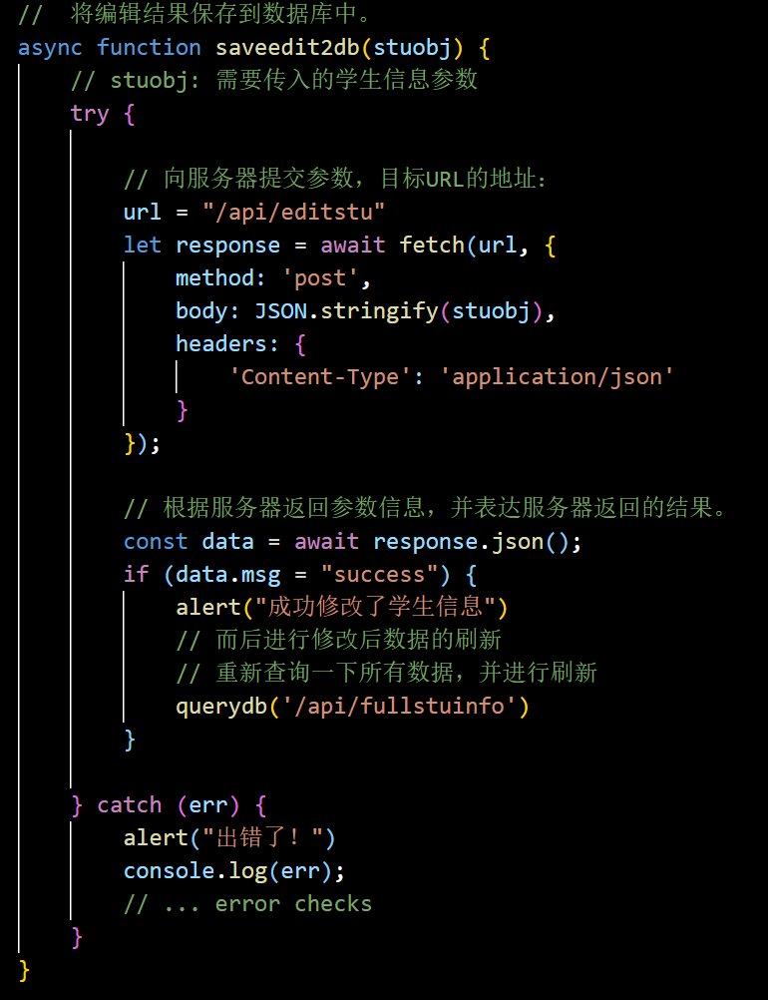 //  将编辑结果保存到数据库中。
async function saveedit2db(stuobj) {
    // stuobj: 需要传入的学生信息参数
    try {

        // 向服务器提交参数，目标URL的地址：
        url = "/api/editstu"
        let response = await fetch(url, {
            method: 'post',
            body: JSON.stringify(stuobj),
            headers: {
                'Content-Type': 'application/json'
            }
        });

        // 根据服务器返回参数信息，并表达服务器返回的结果。
        const data = await response.json();
        if (data.msg = "success") {
            alert("成功修改了学生信息")
            // 而后进行修改后数据的刷新
            // 重新查询一下所有数据，并进行刷新
            querydb('/api/fullstuinfo')
        }

    } catch (err) {
        alert("出错了！")
        console.log(err);
        // ... error checks
    }
}